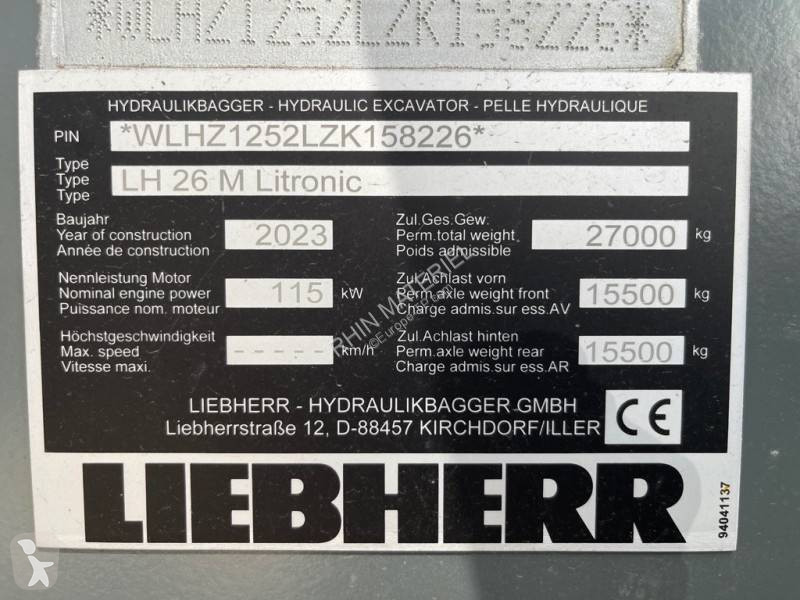 *WLHZ1252LZK158226*
HYDRAULIKBAGGER - HYDRAULIC EXCAVATOR - PELLE HYDRAULIQUE
PIN *WLHZ1252LZK158226*
Type
Type LH 26 M Litronic
Type
Baujahr
Year of construction 2023
Année de construction
Zul.Ges.Gew.
Perm.total weight 27000 kg
Poids admissible
Nennleistung Motor
Nominal engine power 115 kW
Puissance nom. moteur
Zul.Achlast vorn
Perm.axle weight front 15500 kg
Charge admis.sur ess.AV
Höchstgeschwindigkeit
Max. speed ----- km/h
Vitesse maxi.
Zul.Achlast hinten
Perm.axle weight rear 15500 kg
Charge admis.sur ess.AR
RHIN MATERIEL
LIEBHERR - HYDRAULIKBAGGER GMBH
Liebherrstraße 12, D-88457 KIRCHDORF/ILLER
CE
LIEBHERR
94041137